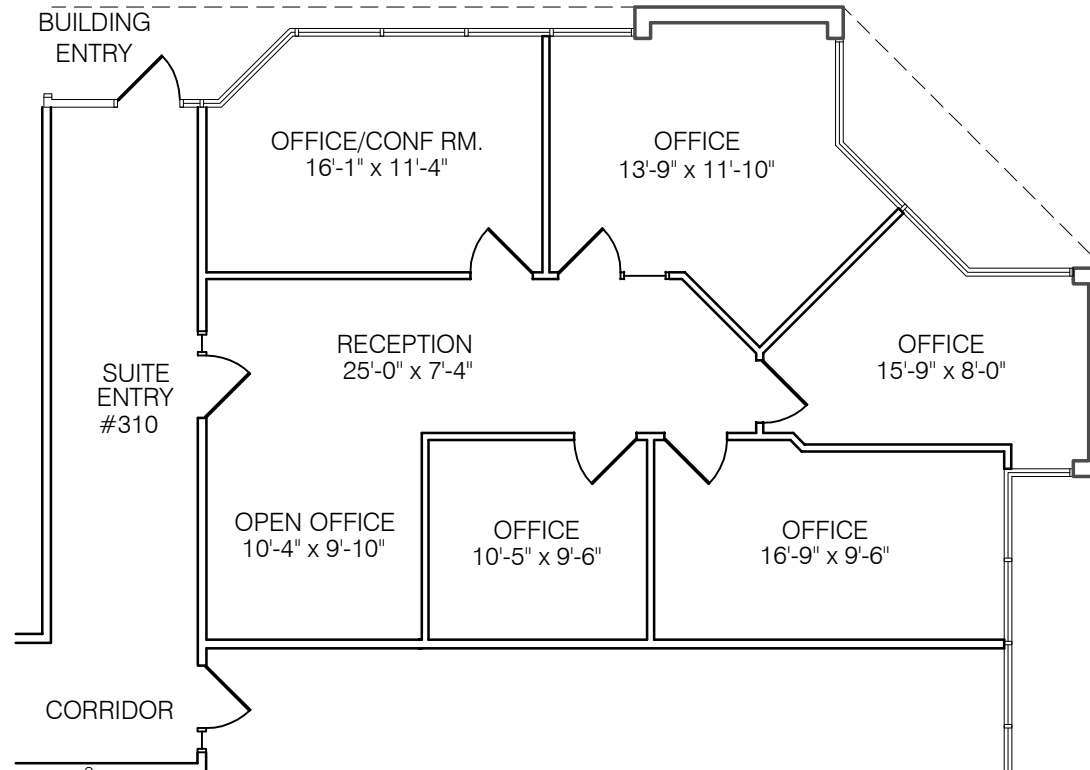 BUILDING
ENTRY
OFFICE/CONF RM.
16'-1" x 11'-4"
OFFICE
13'-9" x 11'-10"
RECEPTION
25'-0" x 7'-4"
OFFICE
15'-9" x 8'-0"
SUITE
ENTRY
#310
OPEN OFFICE
10'-4" x 9'-10"
OFFICE
10'-5" x 9'-6"
OFFICE
16'-9" x 9'-6"
CORRIDOR